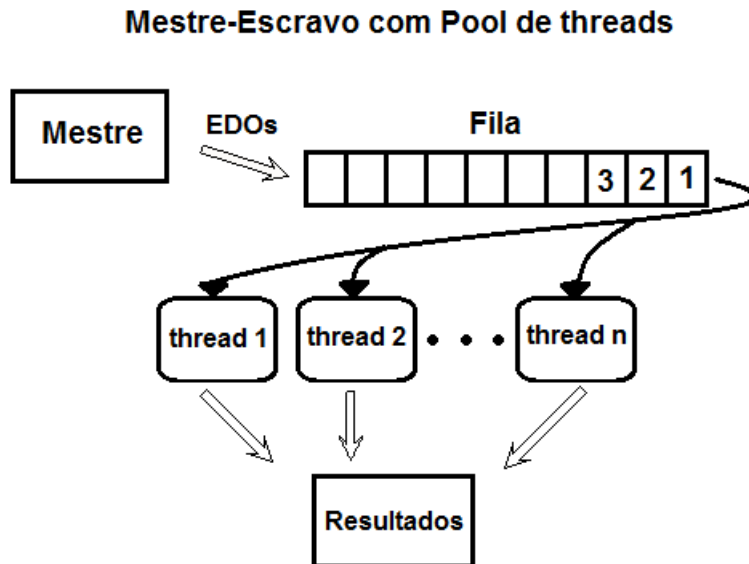 Mestre-Escravo com Pool de threads
Mestre
EDOs
Fila
3 2 1
thread 1
thread 2
thread n
Resultados